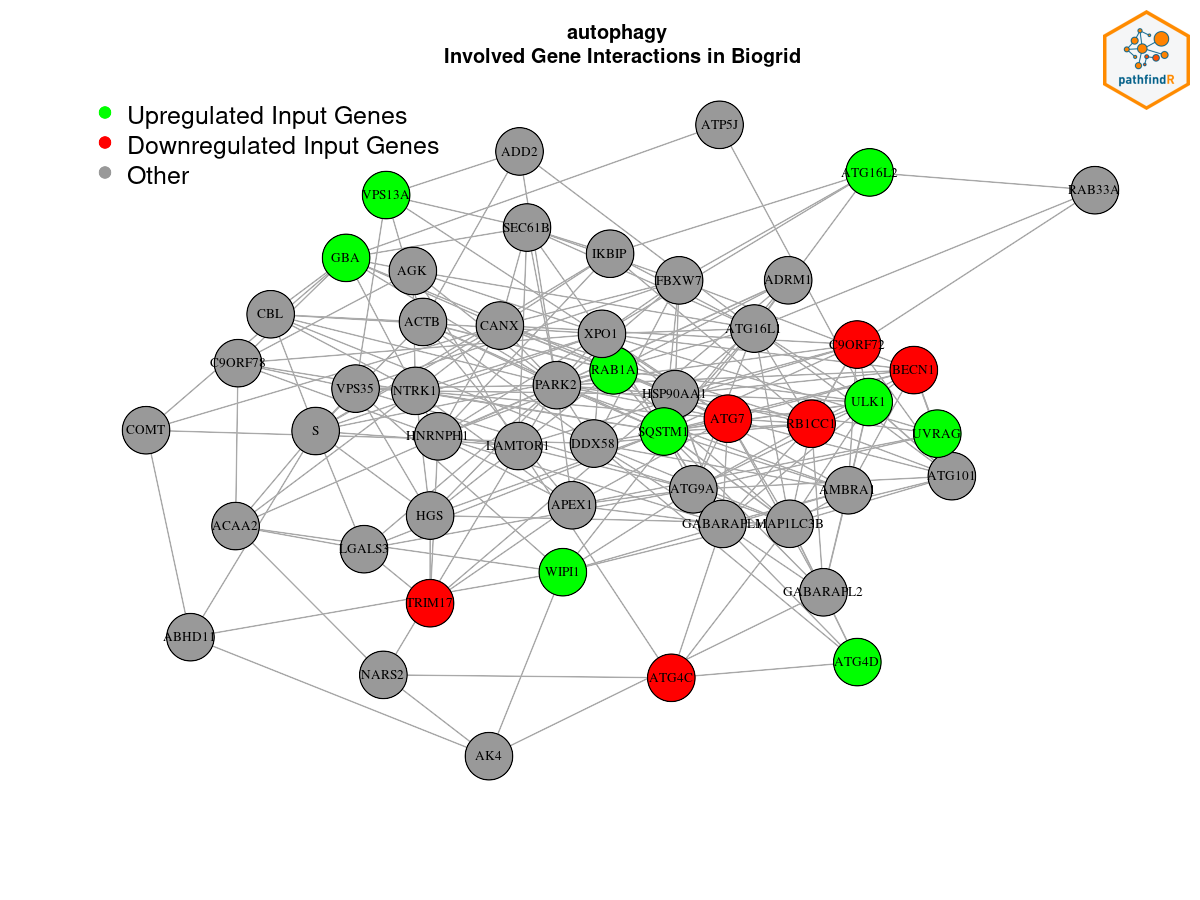 autophagy
Involved Gene Interactions in Biogrid
pathfindR
Upregulated Input Genes
Downregulated Input Genes
Other
ATP5J
ADD2
ATG16L2
RAB33A
VPS13A
SEC61B
IKBIP
GBA
AGK
FBXW7
ADRM1
CBL
ACTB
CANX
XPO1
ATG16L1
C9ORF72
C9ORF78
RAB1A
BECN1
VPS35
NTRK1
PARK2
HSP90AA1
ULK1
COMT
S
HNRNPH1
LAMTOR1
DDX58
SQSTM1
ATG7
RB1CC1
UVRAG
ATG101
ATG9A
AMBRA1
ACAA2
HGS
APEX1
MAP1LC3B
LGALS3
WIPI1
GABARAPL2
TRIM17
ABHD11
NARS2
ATG4C
ATG4D
AK4